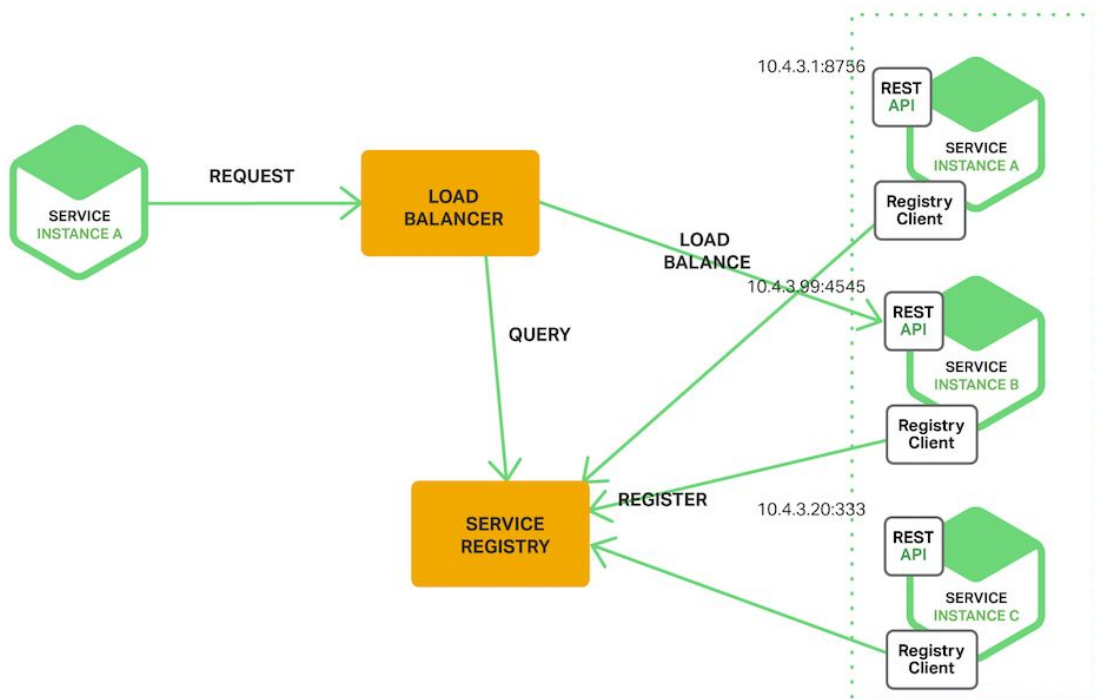 SERVICE
INSTANCE A
REQUEST
LOAD
BALANCER
LOAD
BALANCE
QUERY
SERVICE
REGISTRY
REGISTER
10.4.3.1:8756
REST
API
SERVICE
INSTANCE A
Registry
Client
10.4.3.99:4545
REST
API
SERVICE
INSTANCE B
Registry
Client
10.4.3.20:333
REST
API
SERVICE
INSTANCE C
Registry
Client